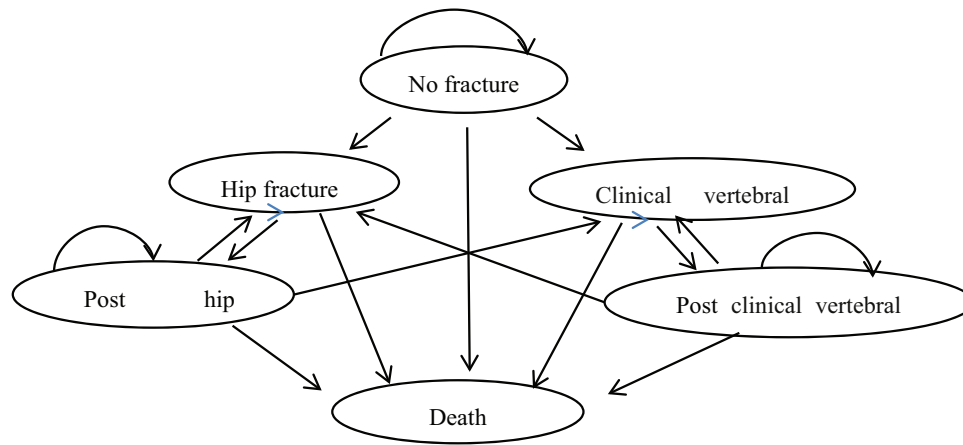 No fracture
Hip fracture
Clinical vertebral
Post hip
Post clinical vertebral
Death